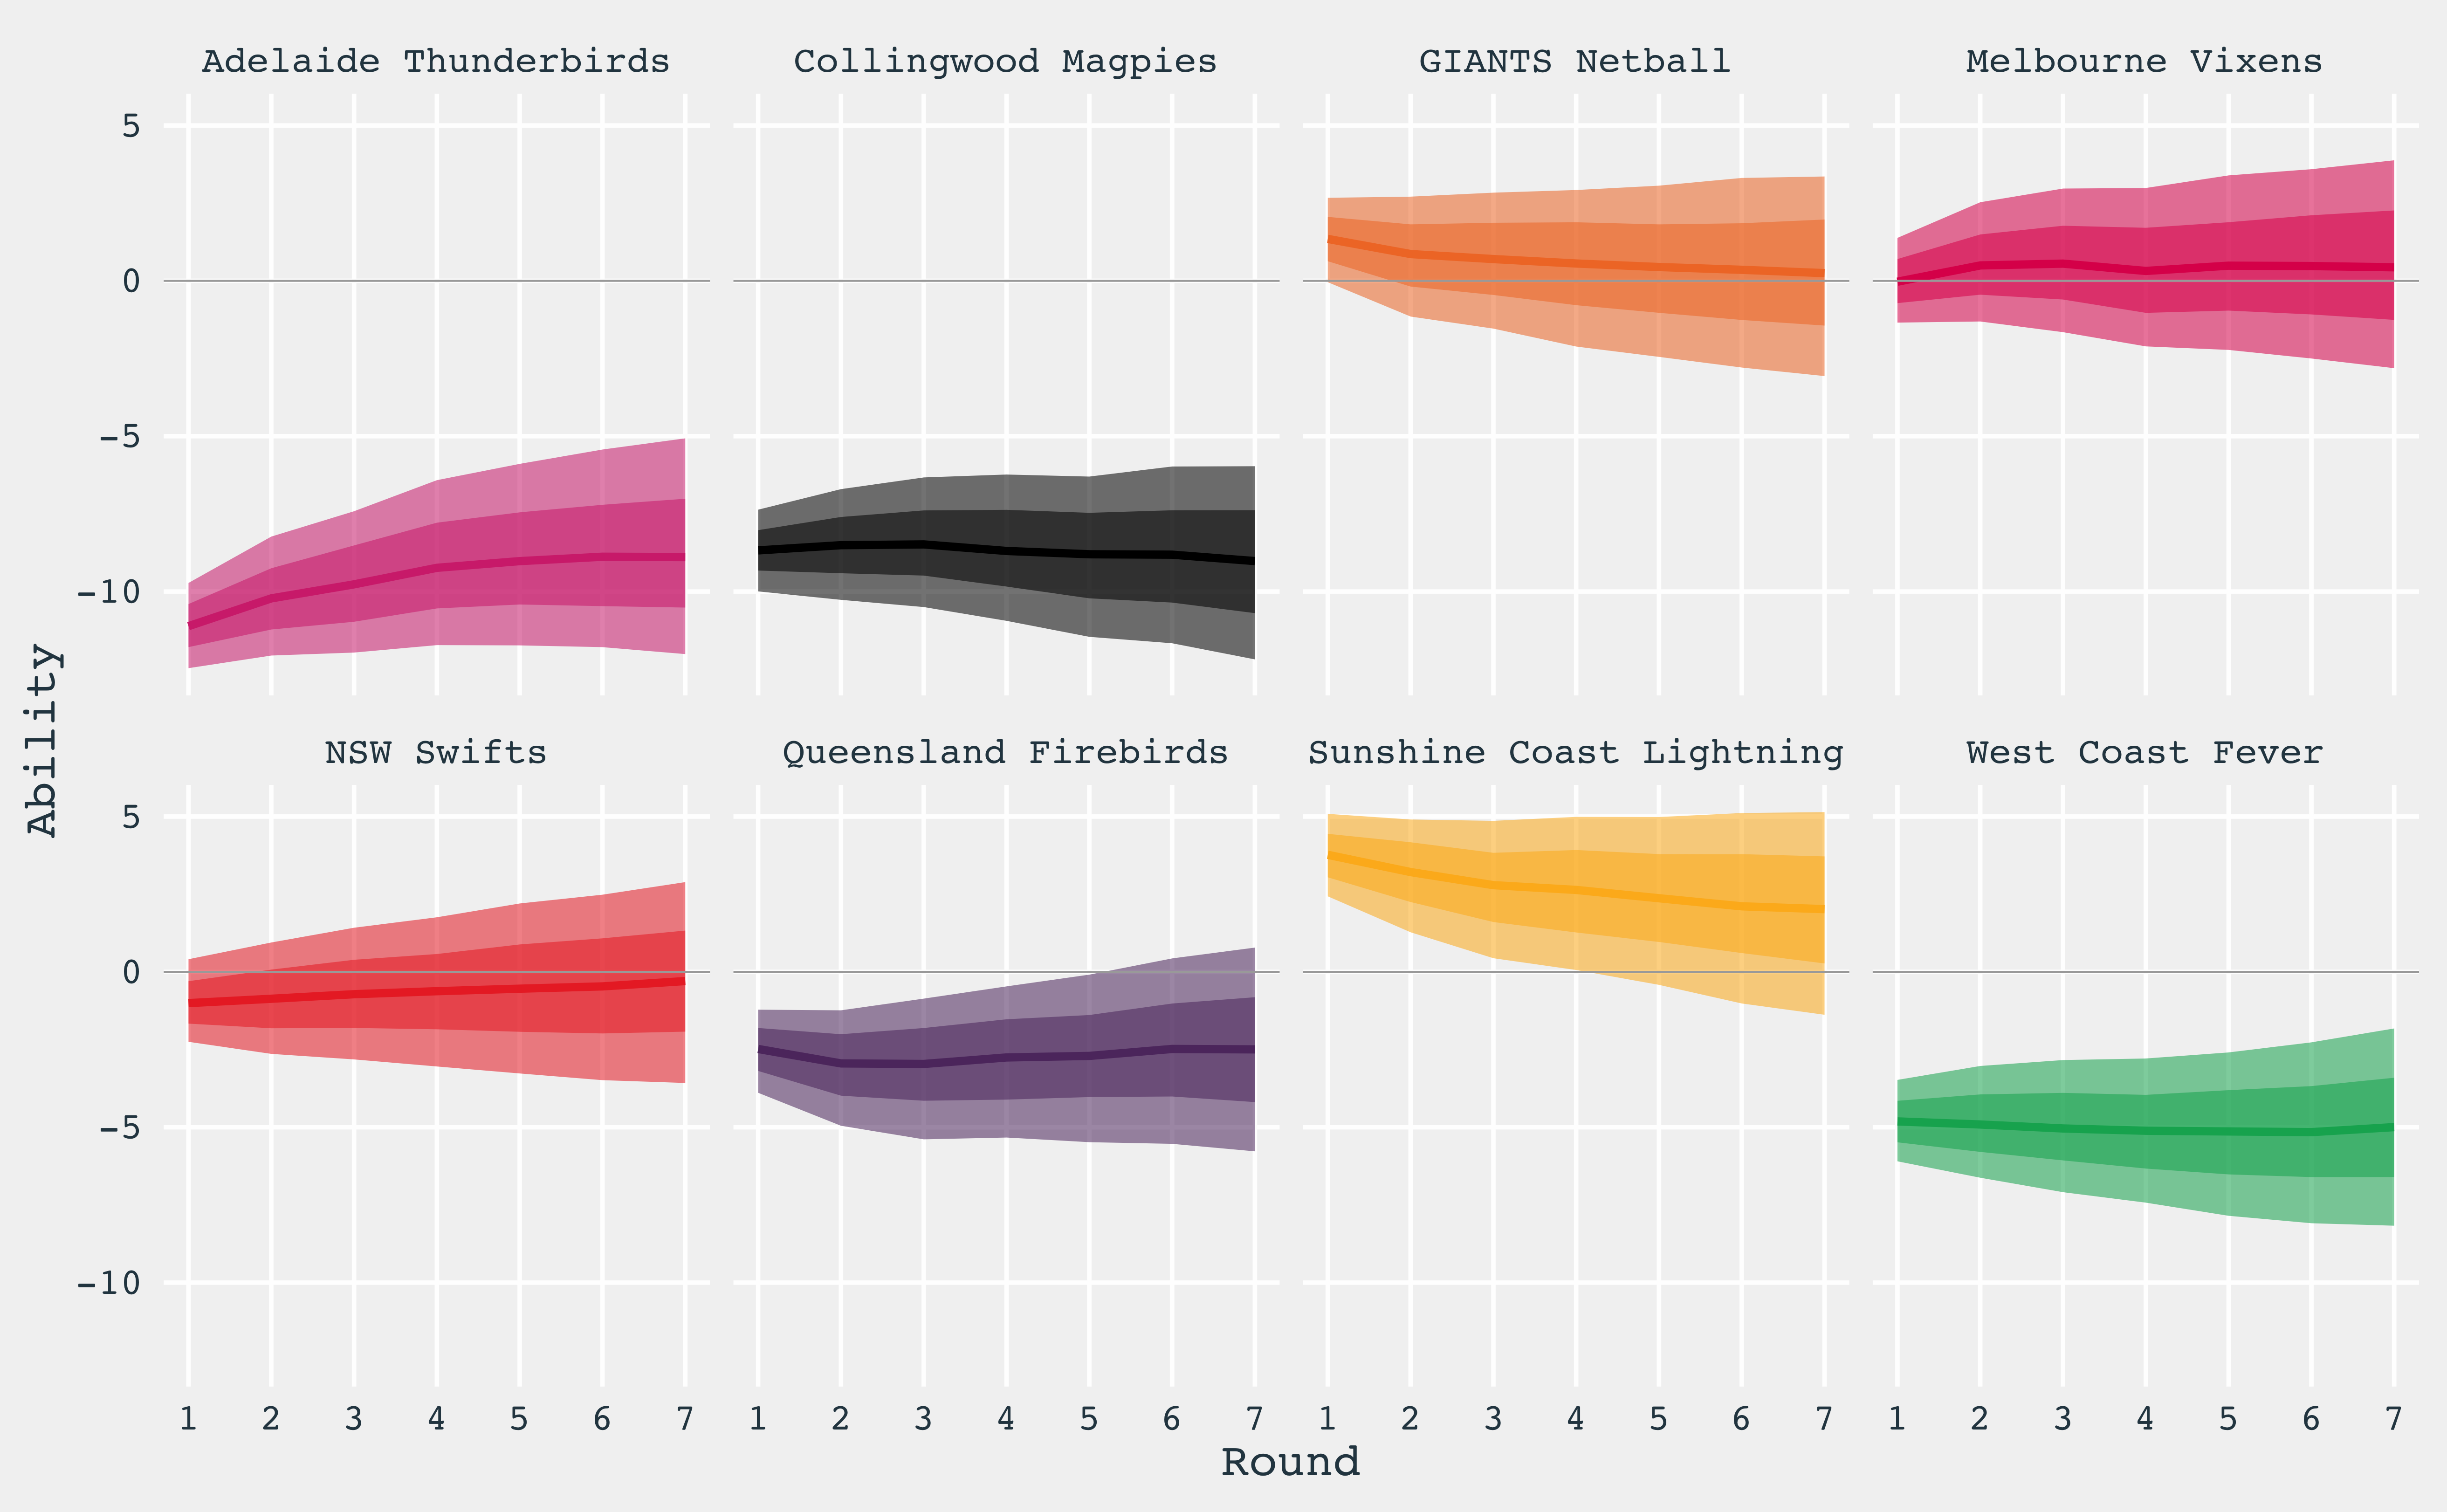 Adelaide Thunderbirds Collingwood Magpies GIANTS Netball Melbourne Vixens
5
0
-5
-10
Ability
NSW Swifts Queensland Firebirds Sunshine Coast Lightning West Coast Fever
5
0
-5
-10
1 2 3 4 5 6 7 1 2 3 4 5 6 7 1 2 3 4 5 6 7 1 2 3 4 5 6 7
Round